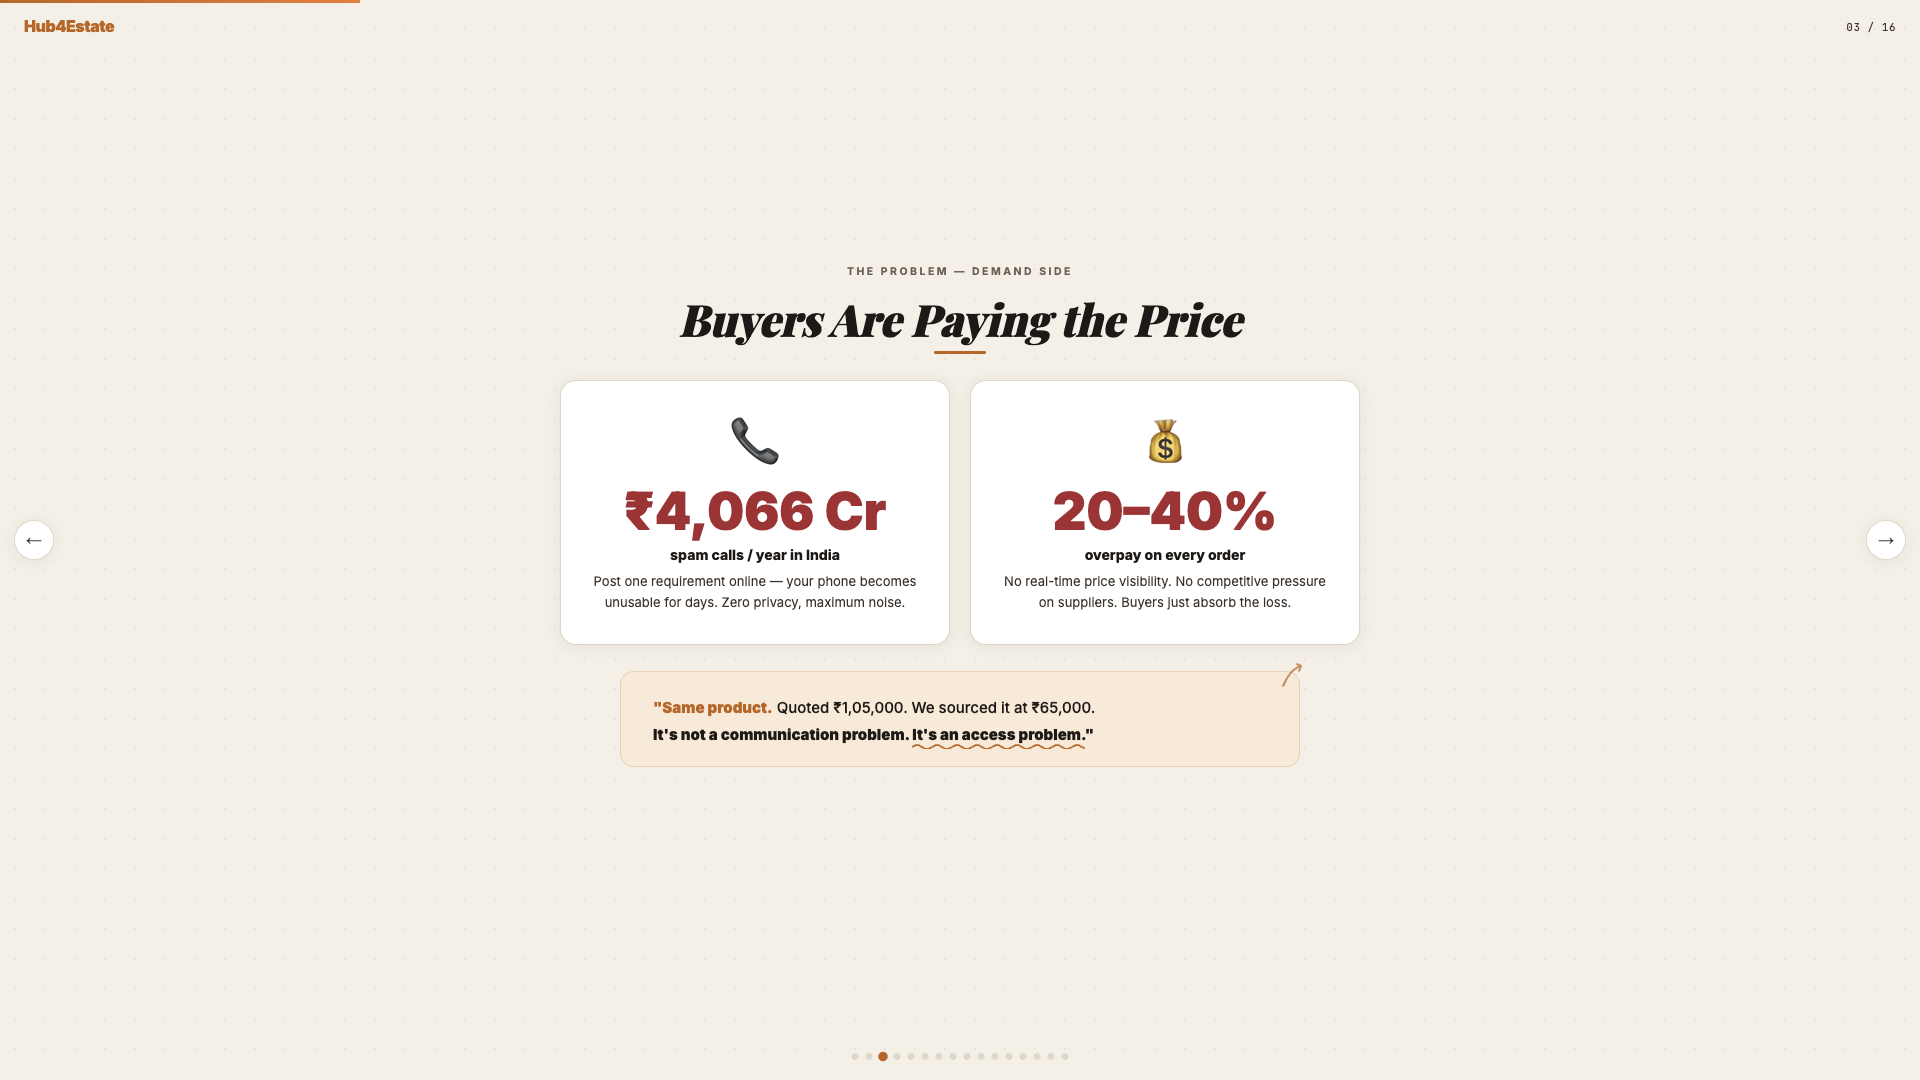 Hub4Estate
03 / 16
THE PROBLEM — DEMAND SIDE
Buyers Are Paying the Price
₹4,066 Cr
spam calls / year in India
Post one requirement online — your phone becomes
unusable for days. Zero privacy, maximum noise.
$
20–40%
overpay on every order
No real-time price visibility. No competitive pressure
on suppliers. Buyers just absorb the loss.
"Same product. Quoted ₹1,05,000. We sourced it at ₹65,000.
It's not a communication problem. It's an access problem."